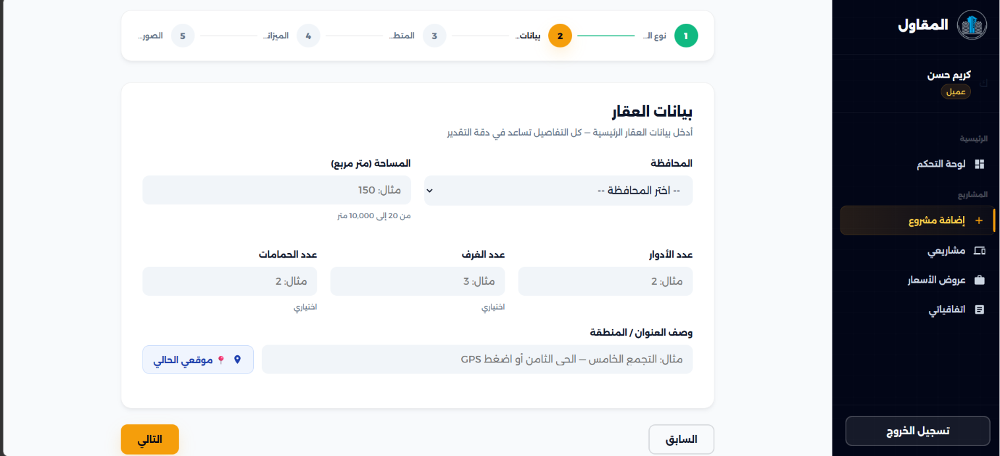 المقاول
كريم حسن
ك
عميل
الرئيسية
لوحة التحكم
المشاريع
إضافة مشروع
مشاريعي
عروض الأسعار
اتفاقياتي
تسجيل الخروج
1 نوع الـ...
2 بيانات...
3 المتط...
4 الميزاند...
5 الصور...
بيانات العقار
أدخل بيانات العقار الرئيسية – كل التفاصيل تساعد في دقة التقدير
المحافظة
-- اختر المحافظة --
المساحة (متر مربع)
مثال: 150
من 20 إلى 10,000 متر
عدد الأدوار
مثال: 2
عدد الغرف
مثال: 3
اختياري
عدد الحمامات
مثال: 2
اختياري
وصف العنوان / المنطقة
مثال: التجمع الخامس – الحي الثامن أو اضغط GPS
📍 موقعي الحالي
السابق
التالي